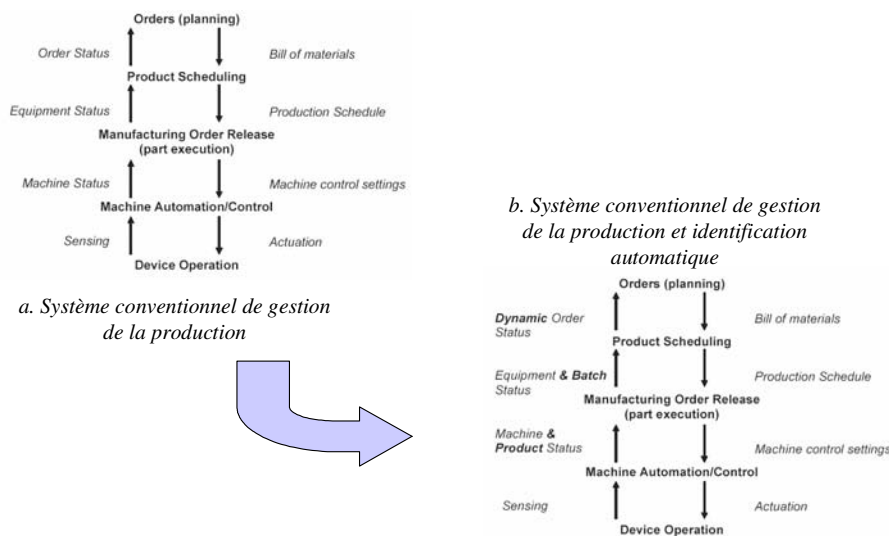 Orders (planning)
Order Status
Bill of materials
Product Scheduling
Equipment Status
Production Schedule
Manufacturing Order Release
(part execution)
Machine Status
Machine control settings
Machine Automation/Control
Sensing
Actuation
Device Operation
a. Système conventionnel de gestion
de la production
b. Système conventionnel de gestion
de la production et identification
automatique
Orders (planning)
Dynamic Order
Status
Bill of materials
Product Scheduling
Equipment & Batch
Status
Production Schedule
Manufacturing Order Release
(part execution)
Machine &
Product Status
Machine control settings
Machine Automation/Control
Sensing
Actuation
Device Operation